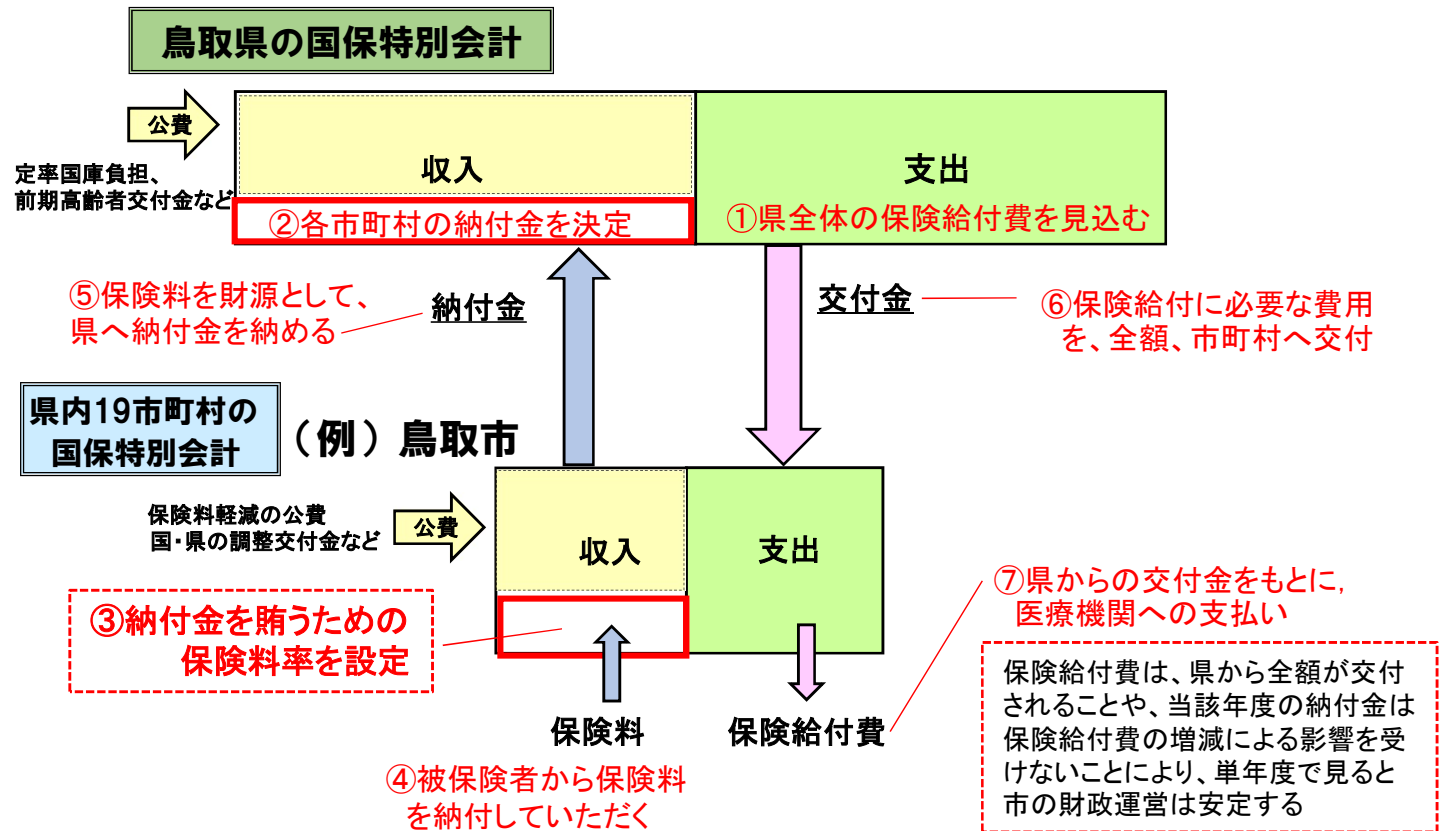 鳥取県の国保特別会計
公費
定率国庫負担、
前期高齢者交付金など
収入
支出
②各市町村の納付金を決定
①県全体の保険給付費を見込む
⑤保険料を財源として、
県へ納付金を納める
納付金
交付金
⑥保険給付に必要な費用
を、全額、市町村へ交付
県内19市町村の
国保特別会計
（例）鳥取市
保険料軽減の公費
国・県の調整交付金など
公費
収入
支出
③納付金を賄うための
保険料率を設定
⑦県からの交付金をもとに,
医療機関への支払い
保険料
保険給付費
④被保険者から保険料
を納付していただく
保険給付費は、県から全額が交付
されることや、当該年度の納付金は
保険給付費の増減による影響を受
けないことにより、単年度で見ると
市の財政運営は安定する